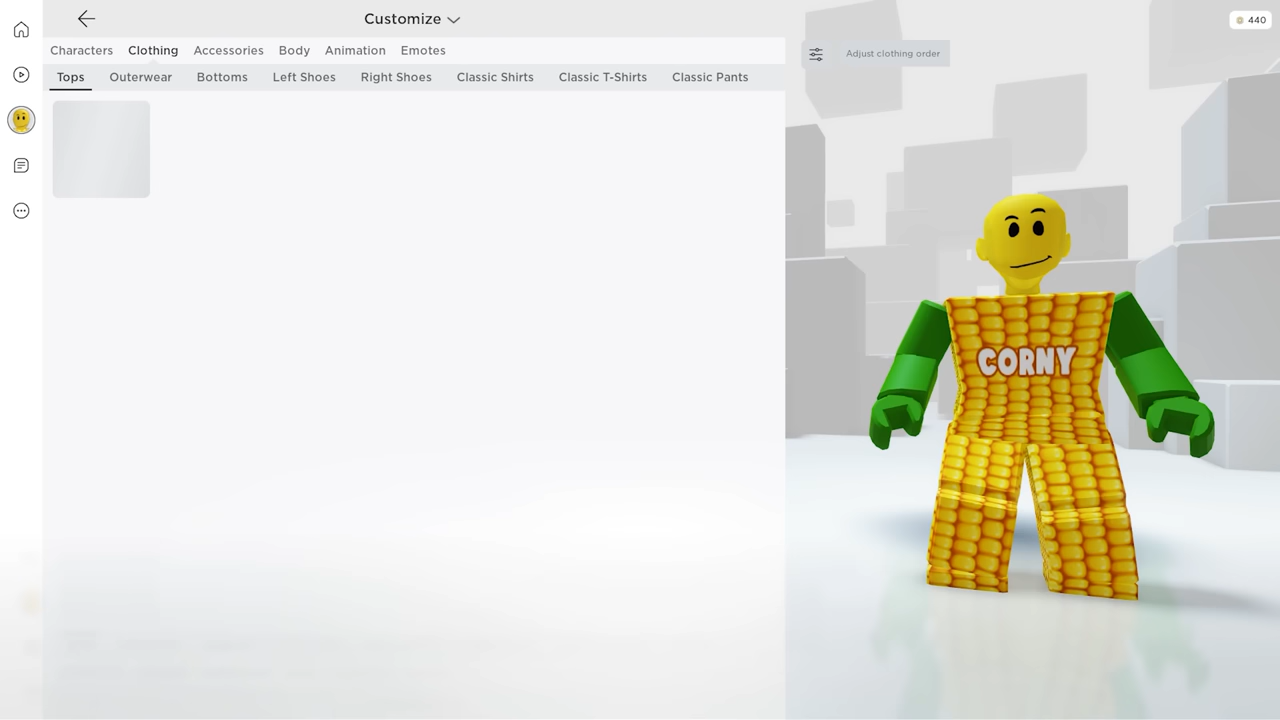 Customize
440
Characters Clothing Accessories Body Animation Emotes
Adjust clothing order
Tops Outerwear Bottoms Left Shoes Right Shoes Classic Shirts Classic T-Shirts Classic Pants
CORNY